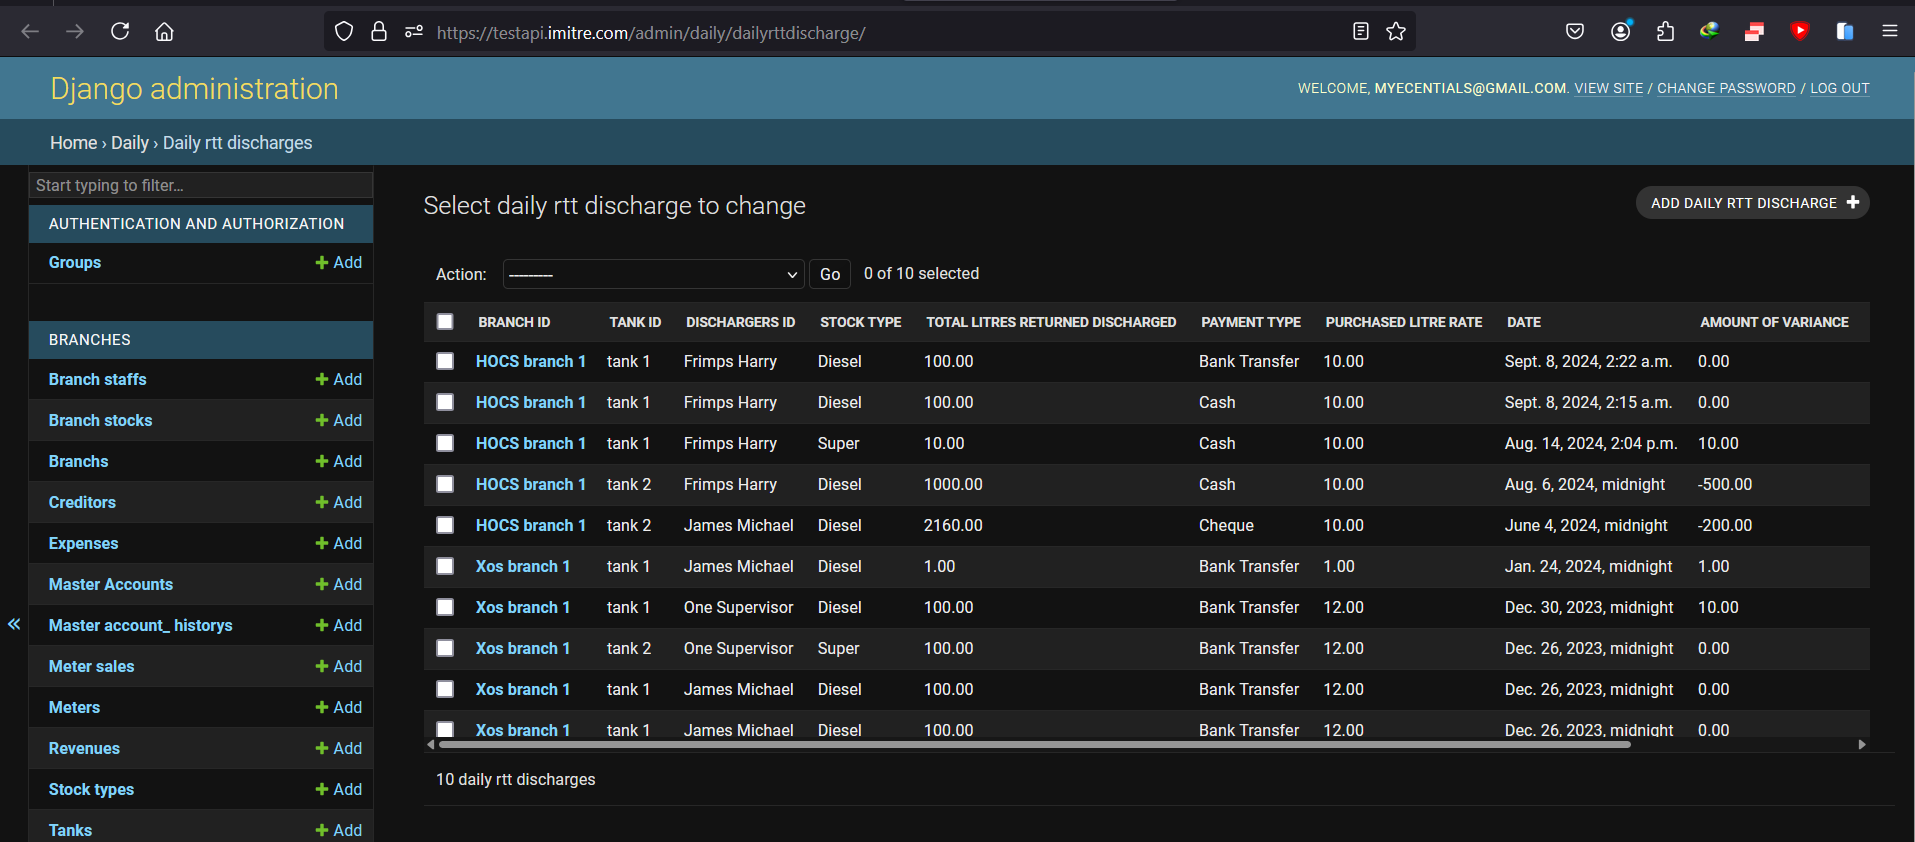 https://testapi.imitre.com/admin/daily/dailyrttdischarge/
Django administration
WELCOME, MYECENTIALS@GMAIL.COM. VIEW SITE / CHANGE PASSWORD / LOG OUT
Home › Daily › Daily rtt discharges
Start typing to filter...
AUTHENTICATION AND AUTHORIZATION
Groups + Add
BRANCHES
Branch staffs + Add
Branch stocks + Add
Branchs + Add
Creditors + Add
Expenses + Add
Master Accounts + Add
«
Master account_ historys + Add
Meter sales + Add
Meters + Add
Revenues + Add
Stock types + Add
Tanks + Add
Select daily rtt discharge to change
ADD DAILY RTT DISCHARGE +
Action: --------- Go 0 of 10 selected
BRANCH ID TANK ID DISCHARGERS ID STOCK TYPE TOTAL LITRES RETURNED DISCHARGED PAYMENT TYPE PURCHASED LITRE RATE DATE AMOUNT OF VARIANCE
HOCS branch 1 tank 1 Frimps Harry Diesel 100.00 Bank Transfer 10.00 Sept. 8, 2024, 2:22 a.m. 0.00
HOCS branch 1 tank 1 Frimps Harry Diesel 100.00 Cash 10.00 Sept. 8, 2024, 2:15 a.m. 0.00
HOCS branch 1 tank 1 Frimps Harry Super 10.00 Cash 10.00 Aug. 14, 2024, 2:04 p.m. 10.00
HOCS branch 1 tank 2 Frimps Harry Diesel 1000.00 Cash 10.00 Aug. 6, 2024, midnight -500.00
HOCS branch 1 tank 2 James Michael Diesel 2160.00 Cheque 10.00 June 4, 2024, midnight -200.00
Xos branch 1 tank 1 James Michael Diesel 1.00 Bank Transfer 1.00 Jan. 24, 2024, midnight 1.00
Xos branch 1 tank 1 One Supervisor Diesel 100.00 Bank Transfer 12.00 Dec. 30, 2023, midnight 10.00
Xos branch 1 tank 2 One Supervisor Super 100.00 Bank Transfer 12.00 Dec. 26, 2023, midnight 0.00
Xos branch 1 tank 1 James Michael Diesel 100.00 Bank Transfer 12.00 Dec. 26, 2023, midnight 0.00
Xos branch 1 tank 1 James Michael Diesel 100.00 Bank Transfer 12.00 Dec. 26, 2023, midnight 0.00
10 daily rtt discharges